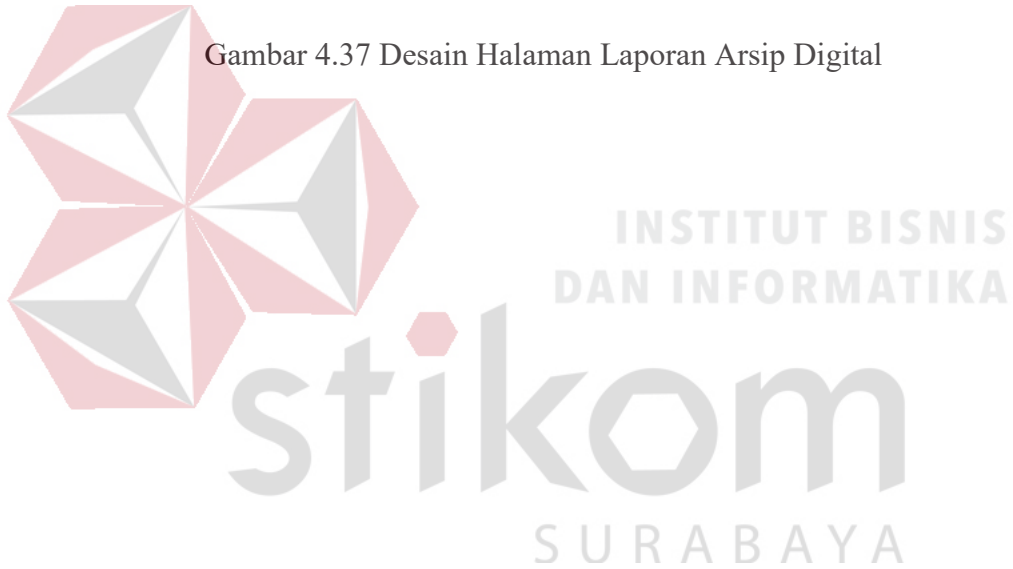 Gambar 4.37 Desain Halaman Laporan Arsip Digital
INSTITUT BISNIS
DAN INFORMATIKA
stikom
SURABAYA